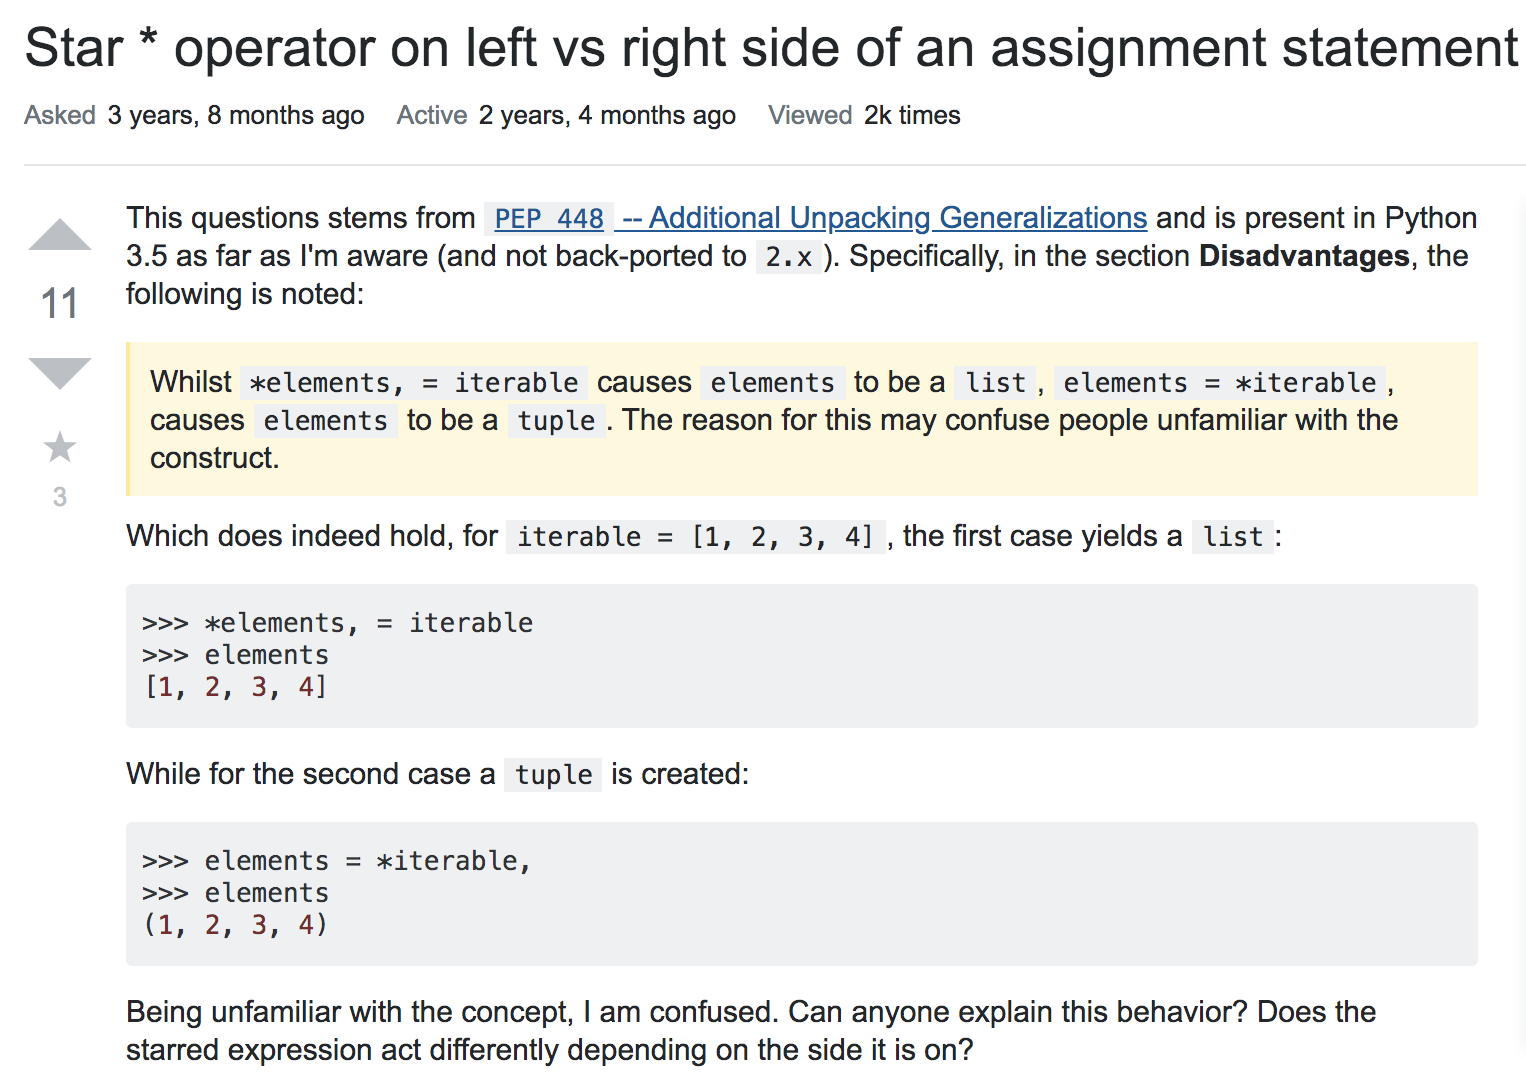 Star * operator on left vs right side of an assignment statement
Asked 3 years, 8 months ago Active 2 years, 4 months ago Viewed 2k times
This questions stems from PEP 448 -- Additional Unpacking Generalizations and is present in Python
3.5 as far as I'm aware (and not back-ported to 2.x ). Specifically, in the section Disadvantages, the
following is noted:
11
Whilst *elements, = iterable causes elements to be a list , elements = *iterable ,
causes elements to be a tuple . The reason for this may confuse people unfamiliar with the
construct.
3
Which does indeed hold, for iterable = [1, 2, 3, 4] , the first case yields a list :
>>> *elements, = iterable
>>> elements
[1, 2, 3, 4]
While for the second case a tuple is created:
>>> elements = *iterable,
>>> elements
(1, 2, 3, 4)
Being unfamiliar with the concept, I am confused. Can anyone explain this behavior? Does the
starred expression act differently depending on the side it is on?